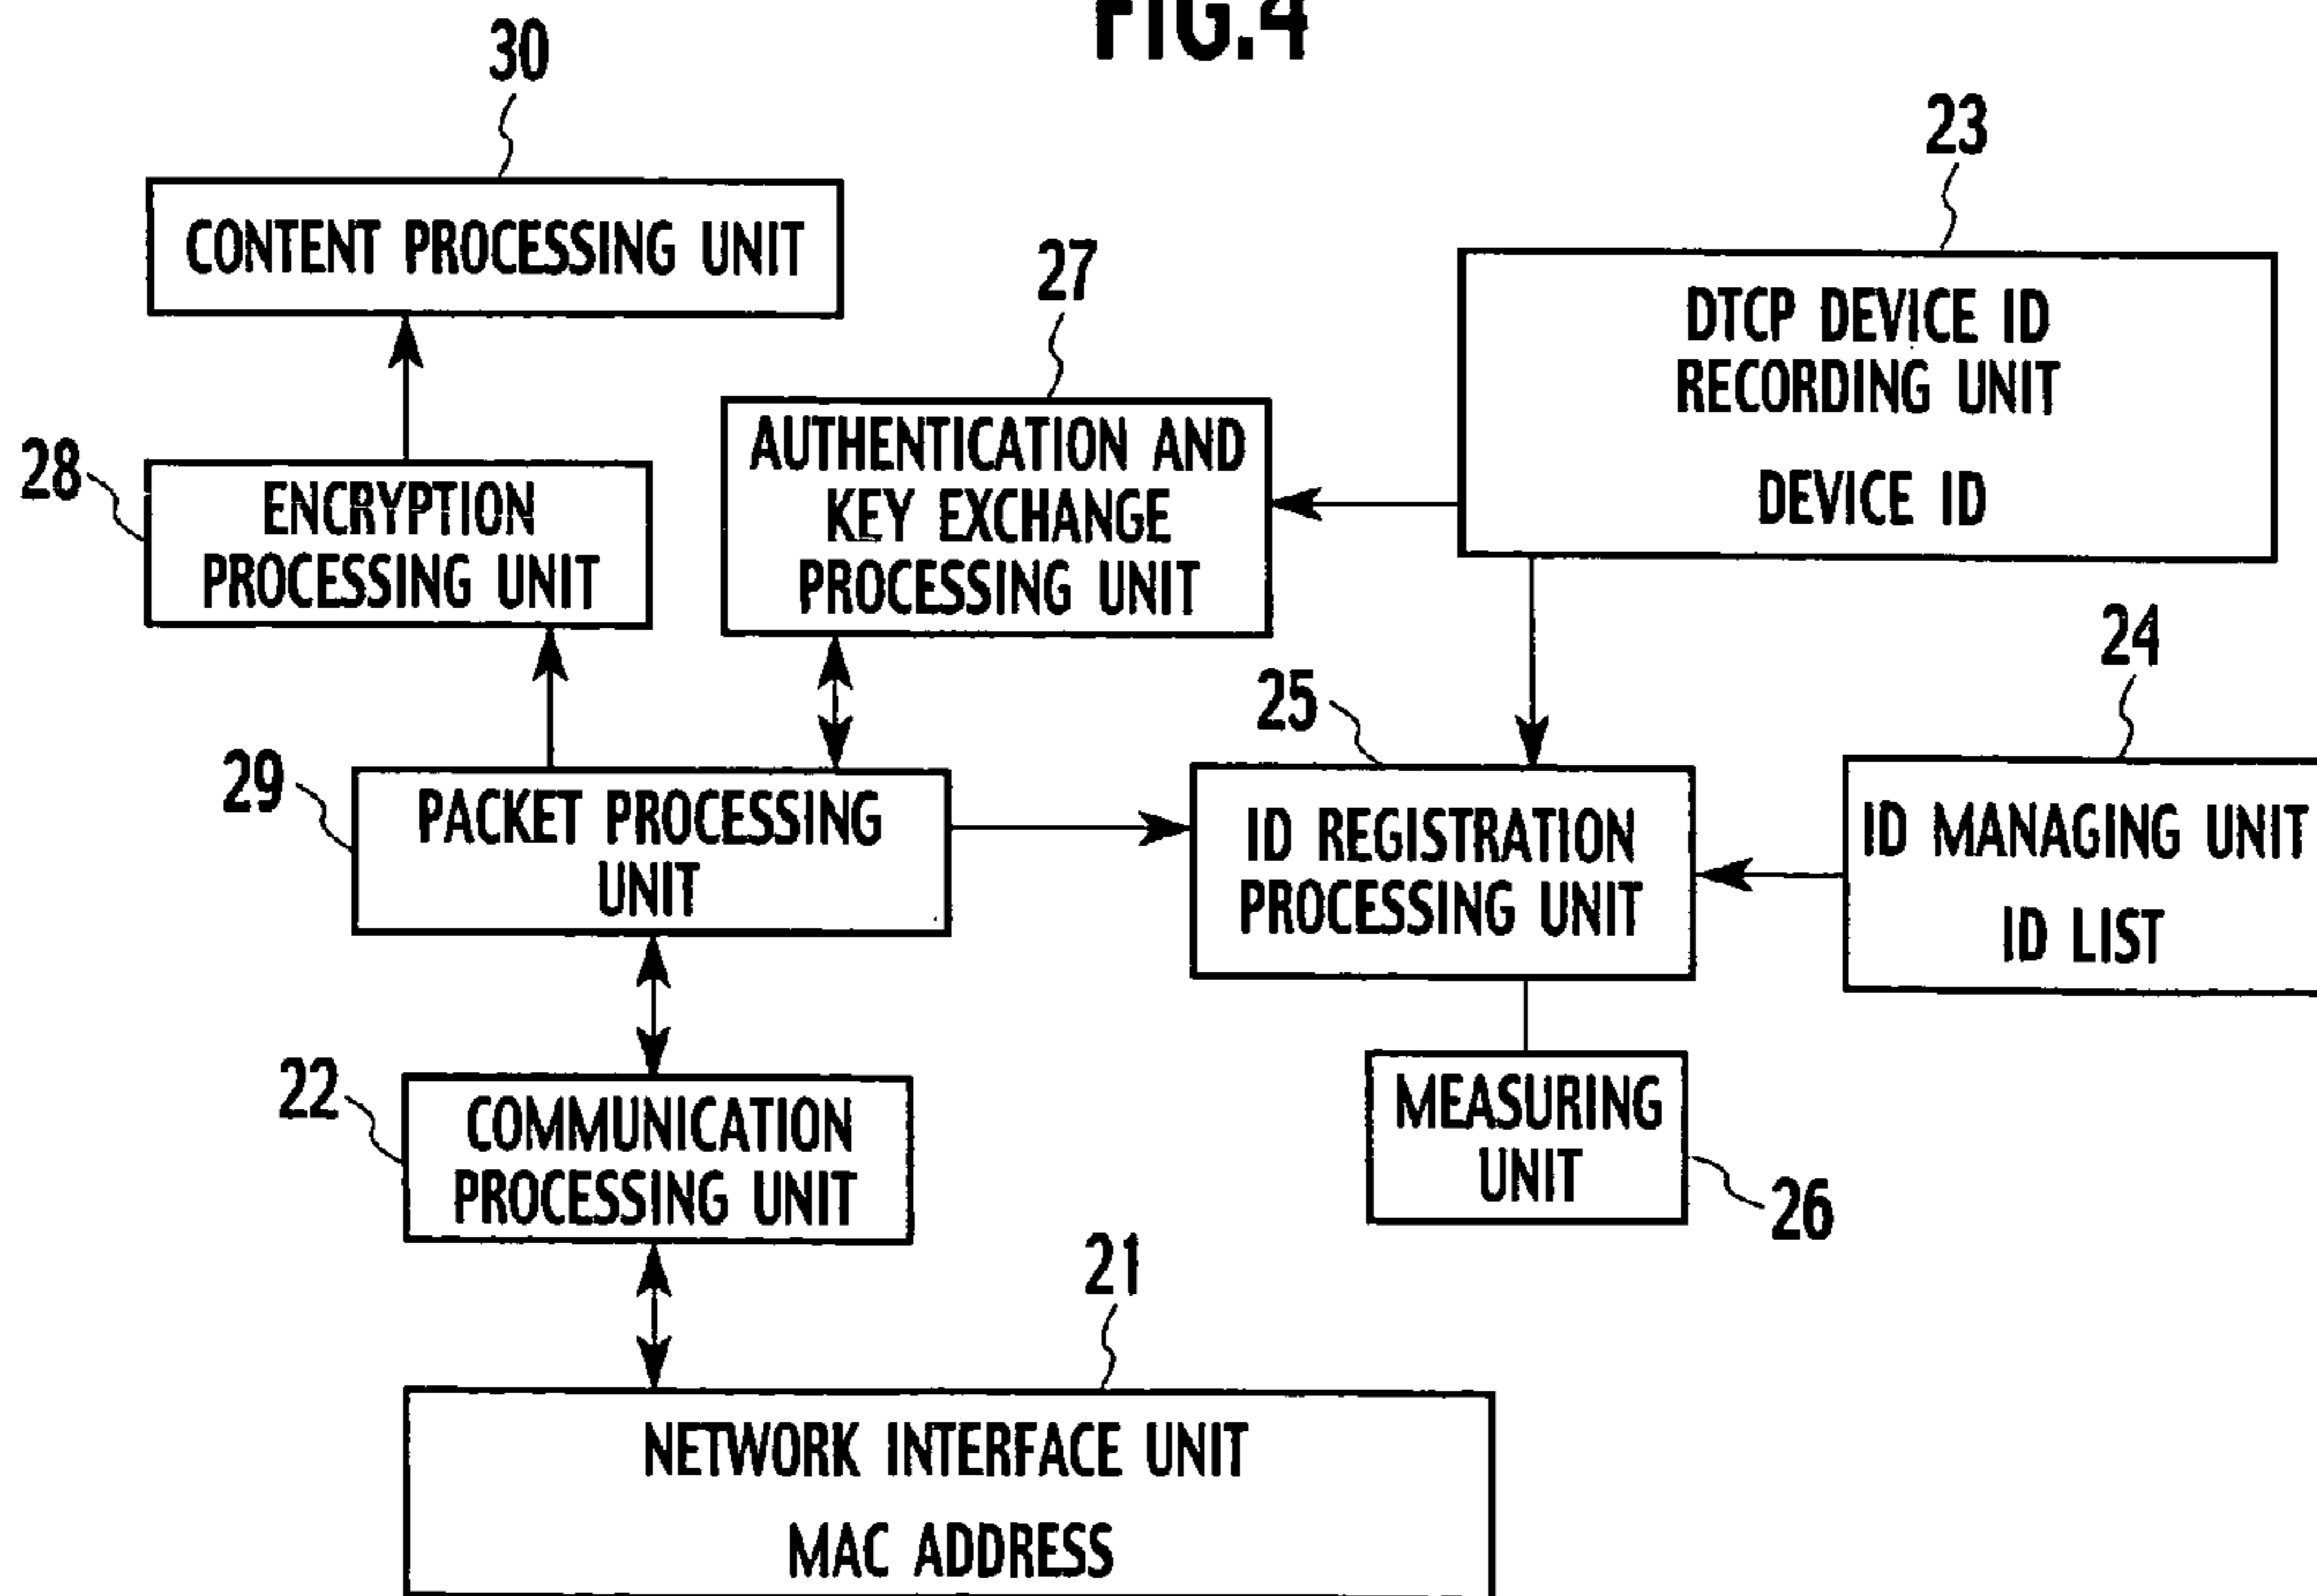 FIG.4
30
CONTENT PROCESSING UNIT
23
DTCP DEVICE ID
RECORDING UNIT
DEVICE ID
27
AUTHENTICATION AND
KEY EXCHANGE
PROCESSING UNIT
28
ENCRYPTION
PROCESSING UNIT
24
ID MANAGING UNIT
ID LIST
25
ID REGISTRATION
PROCESSING UNIT
29
PACKET PROCESSING
UNIT
22
COMMUNICATION
PROCESSING UNIT
MEASURING
UNIT
26
21
NETWORK INTERFACE UNIT
MAC ADDRESS